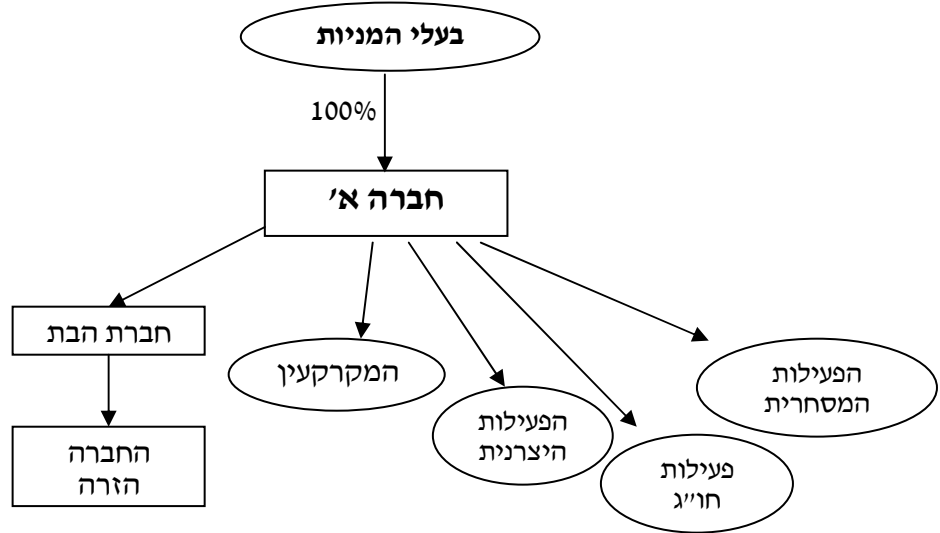 בעלי המניות
100%
חברה א׳
חברת הבת
המקרקעין
הפעילות
המסחרית
הפעילות
היצרנית
החברה
הזרה
פעילות
חו״ג